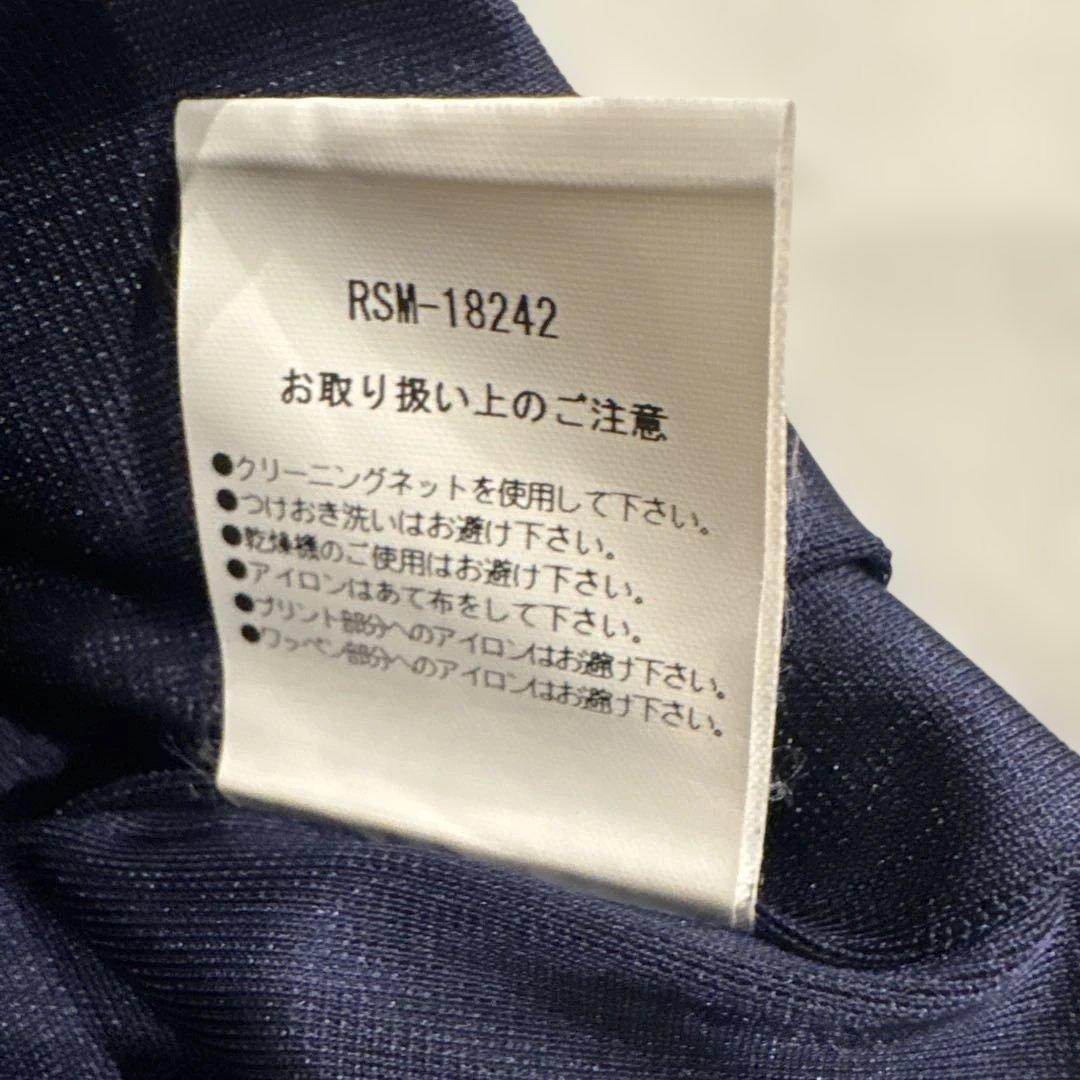 RSM-18242
お取り扱い上のご注意
●クリーニングネットを使用して下さい。
●つけおき洗いはお避け下さい。
●乾燥機のご使用はお避け下さい。
●アイロンはあて布をして下さい。
●プリント部分へのアイロンはお避け下さい。
●ワッペン部分へのアイロンはお避け下さい。